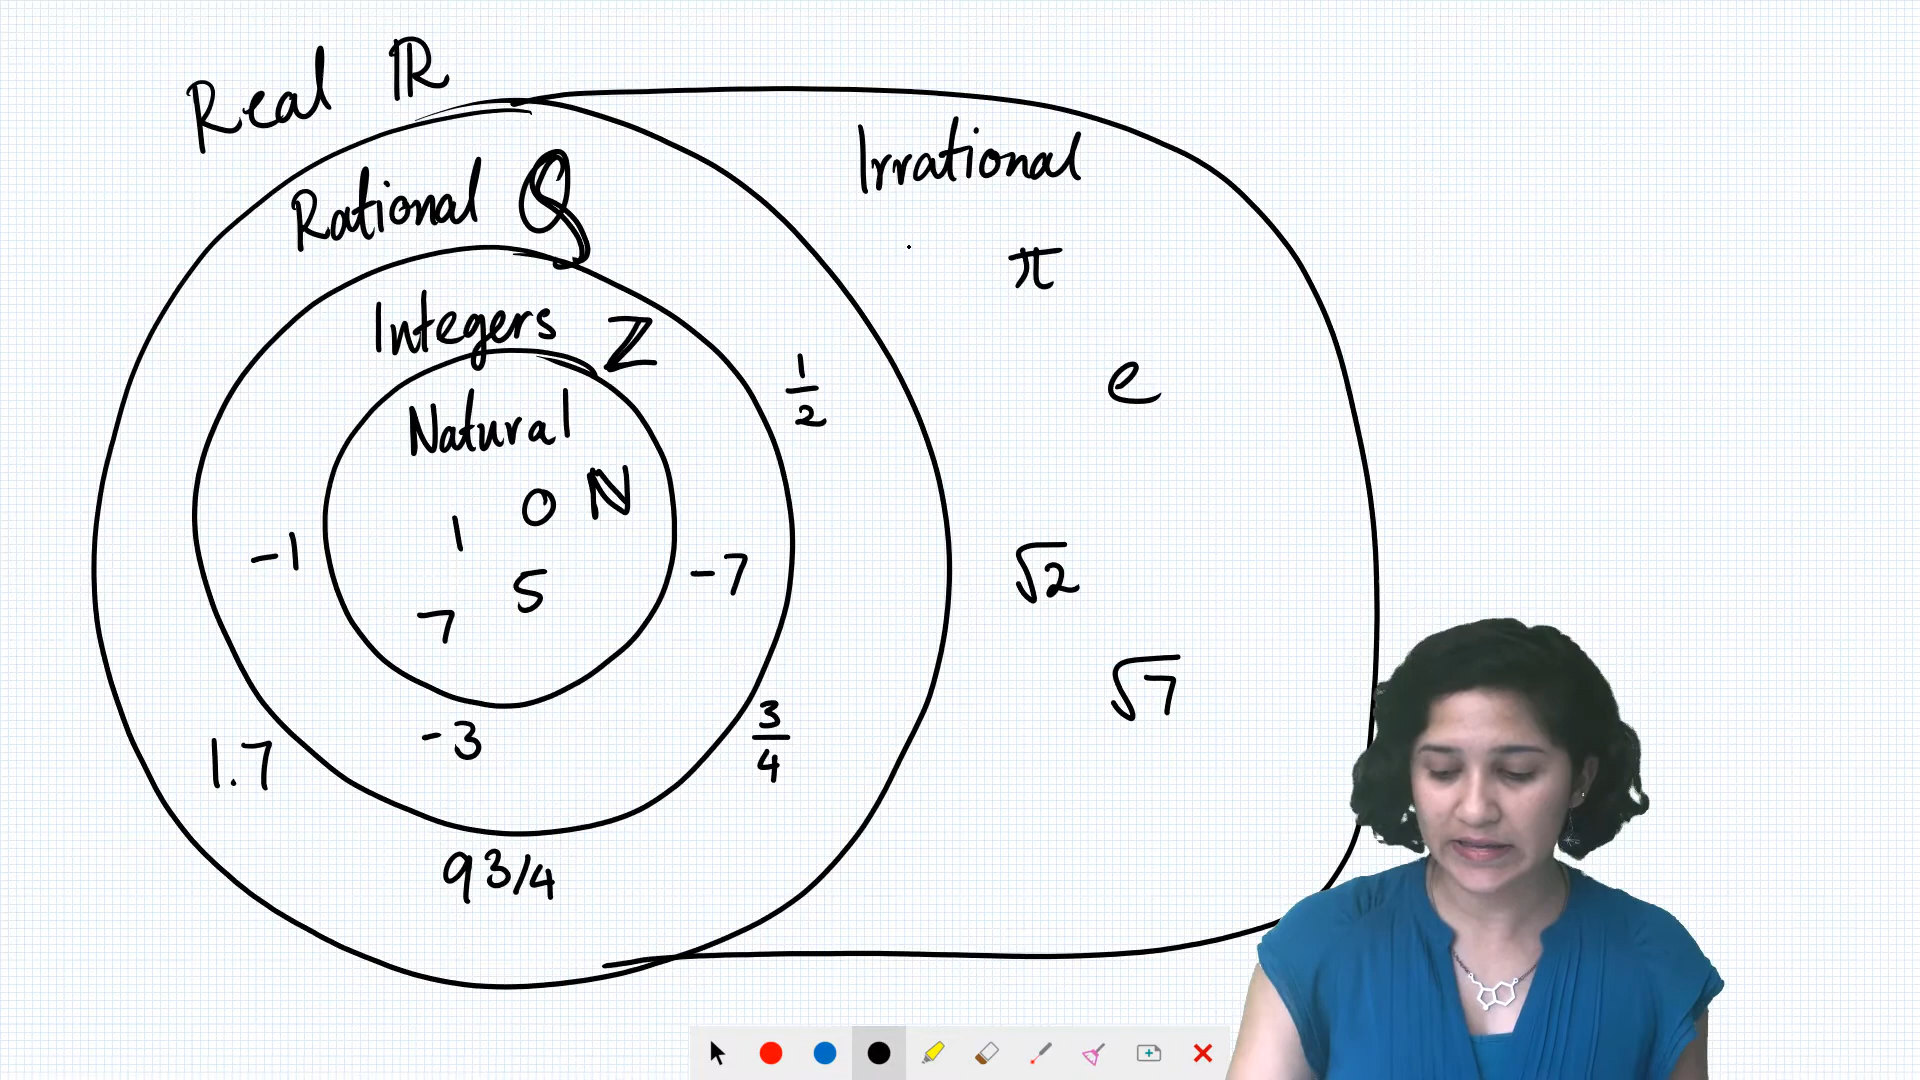 Real ℝ
Irrational
Rational ℚ
π
Integers ℤ
1/2
e
Natural
0 ℕ
1
-1
-7
5
√2
7
√7
-3
3/4
1.7
9 3/4